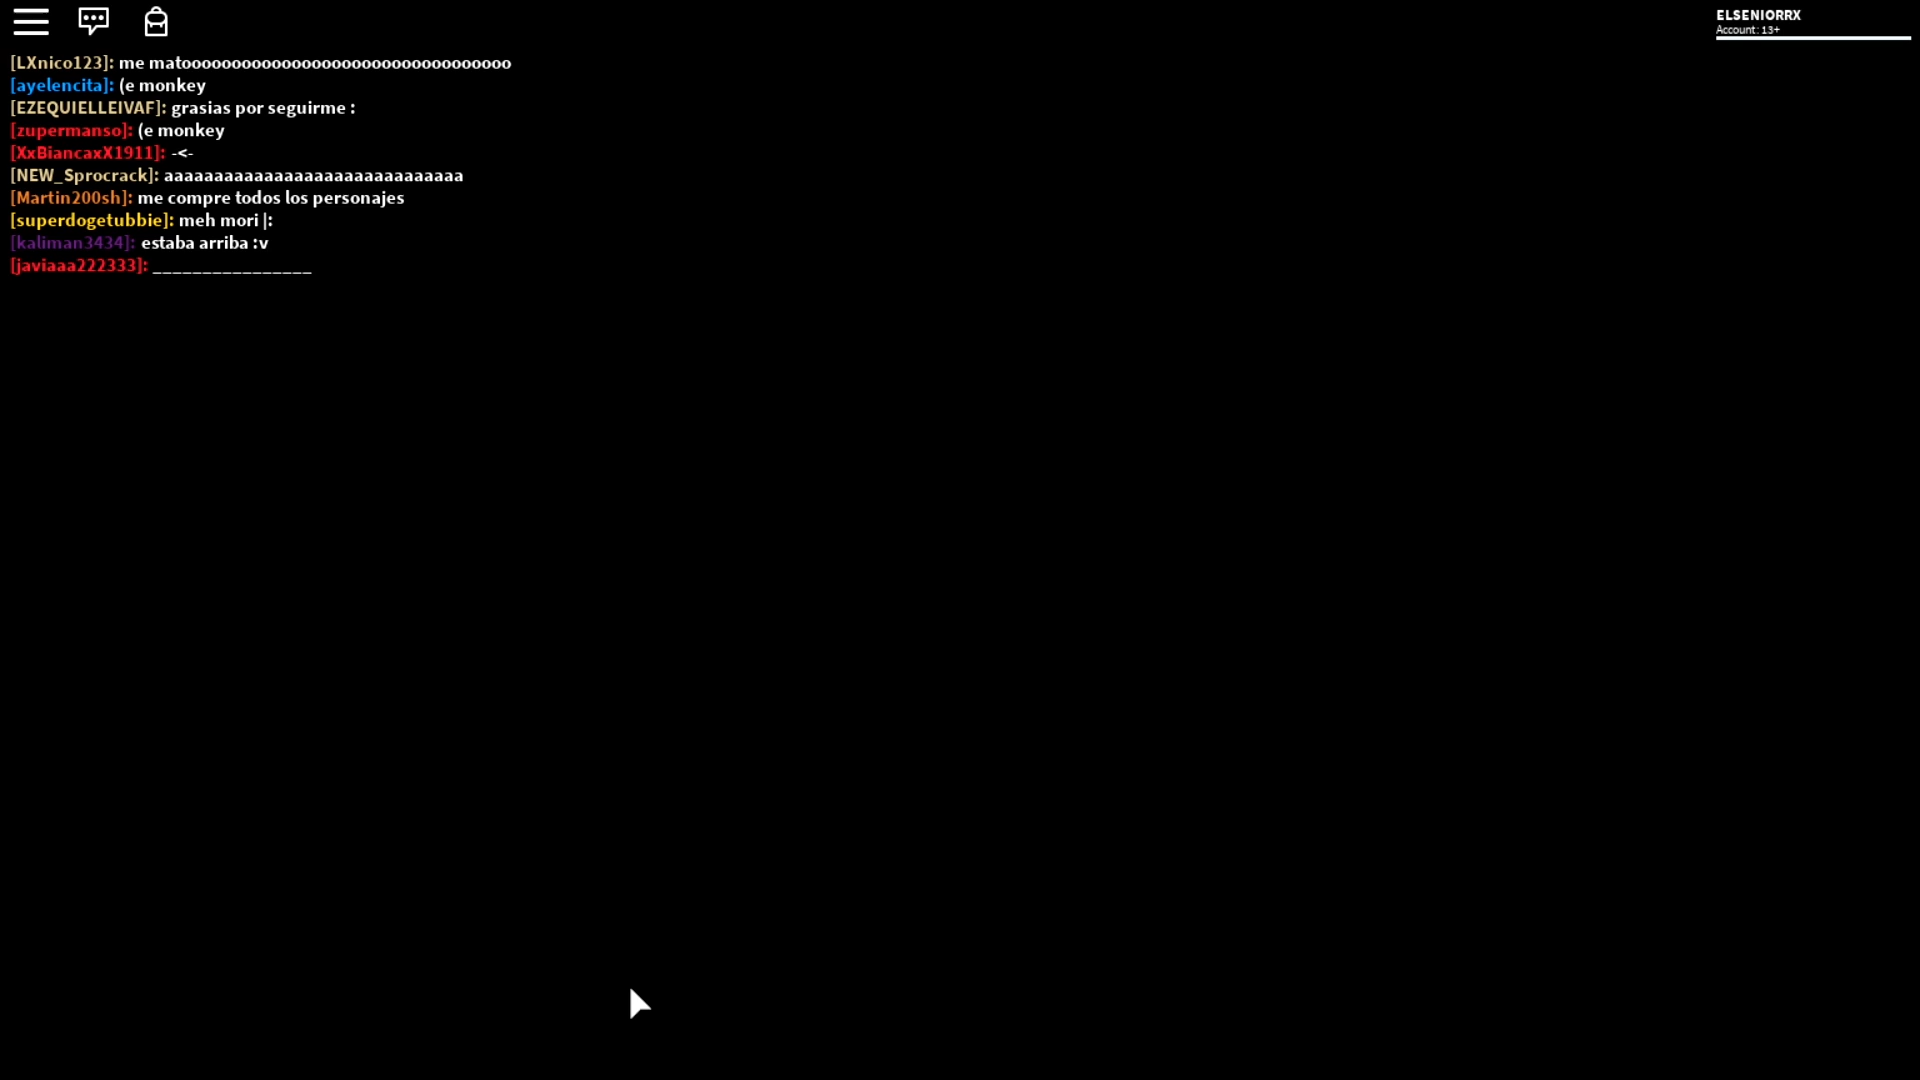 ELSENIORRX
Account: 13+
[LXnico123]: me matooooooooooooooooooooooooooooooooo
[ayelencita]: (e monkey
[EZEQUIELLEIVAF]: grasias por seguirme :
[zupermanso]: (e monkey
[XxBiancaxX1911]: -<-
[NEW_Sprocrack]: aaaaaaaaaaaaaaaaaaaaaaaaaaaaaa
[Martin200sh]: me compre todos los personajes
[superdogetubbie]: meh mori |:
[kaliman3434]: estaba arriba :v
[javiaaa222333]: ________________